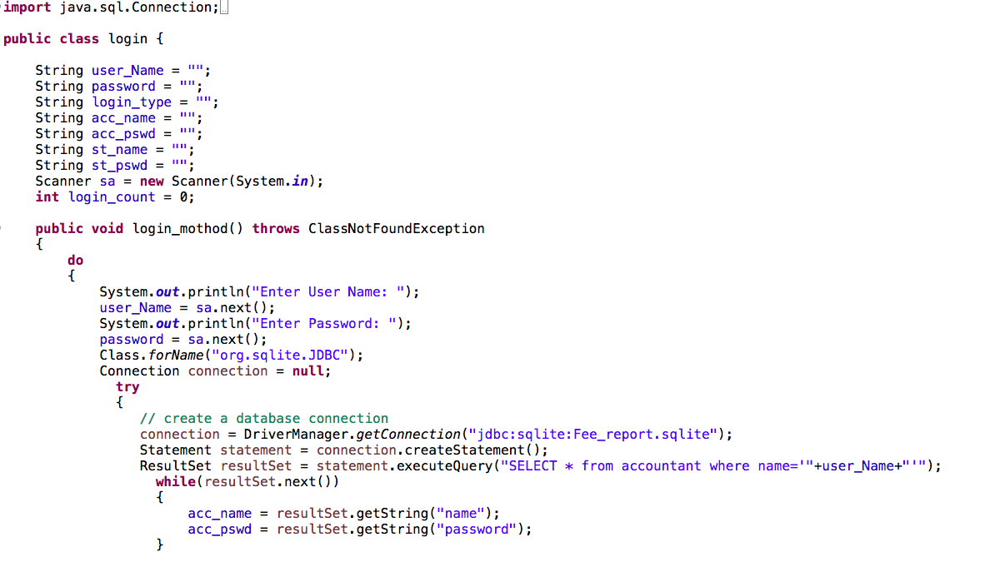 import java.sql.Connection;
public class login {
String user_Name = "";
String password = "";
String login_type = "";
String acc_name = "";
String acc_pswd = "";
String st_name = "";
String st_pswd = "";
Scanner sa = new Scanner(System.in);
int login_count = 0;
public void login_mothod() throws ClassNotFoundException
{
do
{
System.out.println("Enter User Name: ");
user_Name = sa.next();
System.out.println("Enter Password: ");
password = sa.next();
Class.forName("org.sqlite.JDBC");
Connection connection = null;
try
{
// create a database connection
connection = DriverManager.getConnection("jdbc:sqlite:Fee_report.sqlite");
Statement statement = connection.createStatement();
ResultSet resultSet = statement.executeQuery("SELECT * from accountant where name='"+user_Name+"'");
while(resultSet.next())
{
acc_name = resultSet.getString("name");
acc_pswd = resultSet.getString("password");
}